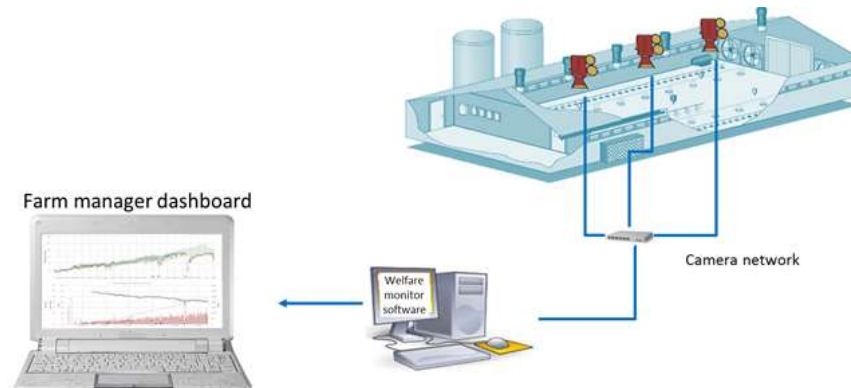 Farm manager dashboard
Welfare
monitor
software
Camera network